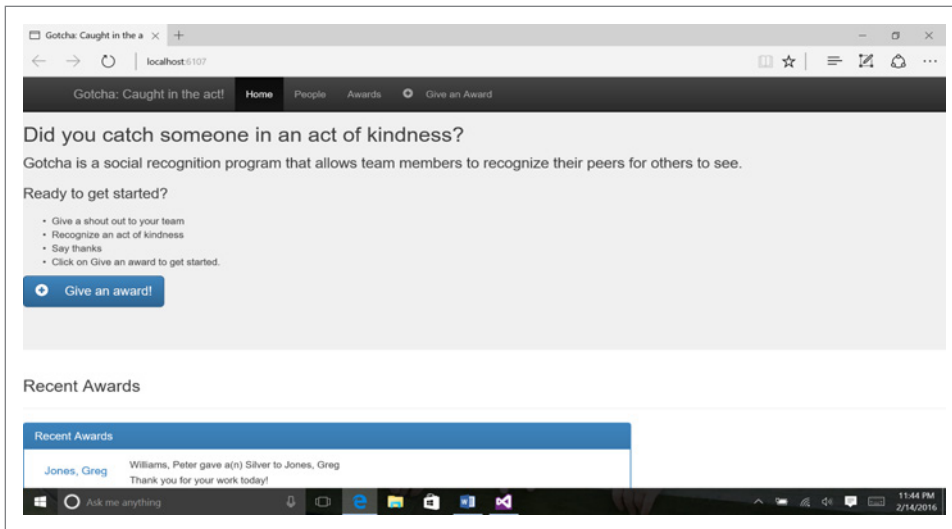 Gotcha: Caught in the a
localhost:6107
Gotcha: Caught in the act! Home People Awards Give an Award
Did you catch someone in an act of kindness?
Gotcha is a social recognition program that allows team members to recognize their peers for others to see.
Ready to get started?
• Give a shout out to your team
• Recognize an act of kindness
• Say thanks
• Click on Give an award to get started.
Give an award!
Recent Awards
Recent Awards
Jones, Greg
Williams, Peter gave a(n) Silver to Jones, Greg
Thank you for your work today!
Ask me anything
11:44 PM
2/14/2016